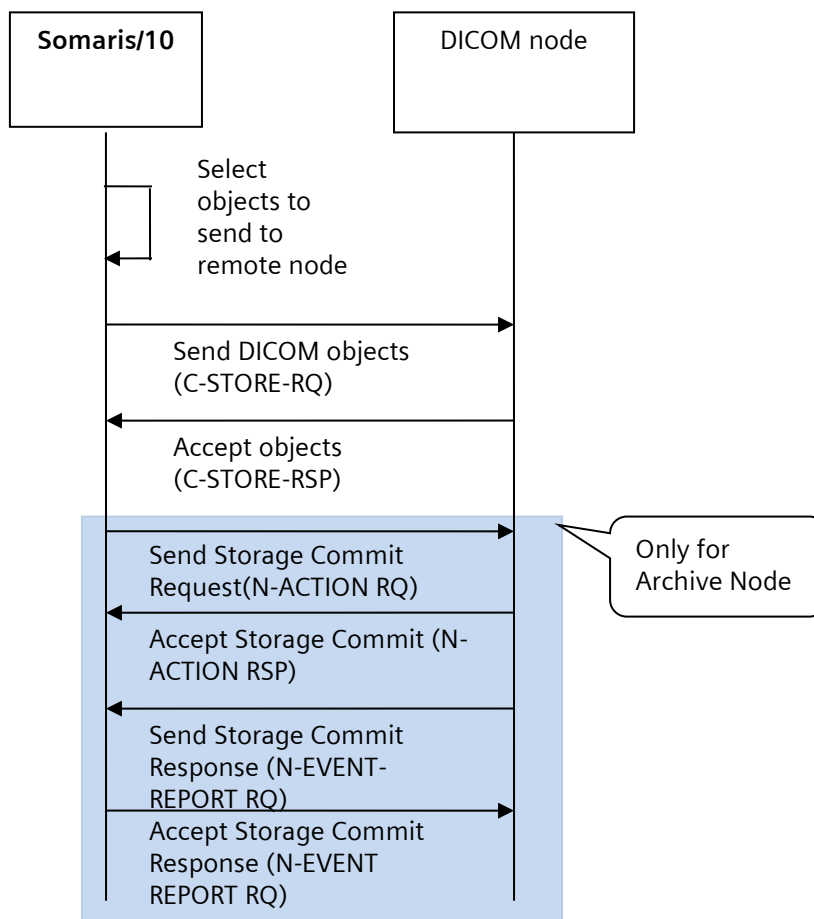 Somaris/10
DICOM node
Select
objects to
send to
remote node
Send DICOM objects
(C-STORE-RQ)
Accept objects
(C-STORE-RSP)
Only for
Archive Node
Send Storage Commit
Request(N-ACTION RQ)
Accept Storage Commit (N-
ACTION RSP)
Send Storage Commit
Response (N-EVENT-
REPORT RQ)
Accept Storage Commit
Response (N-EVENT
REPORT RQ)